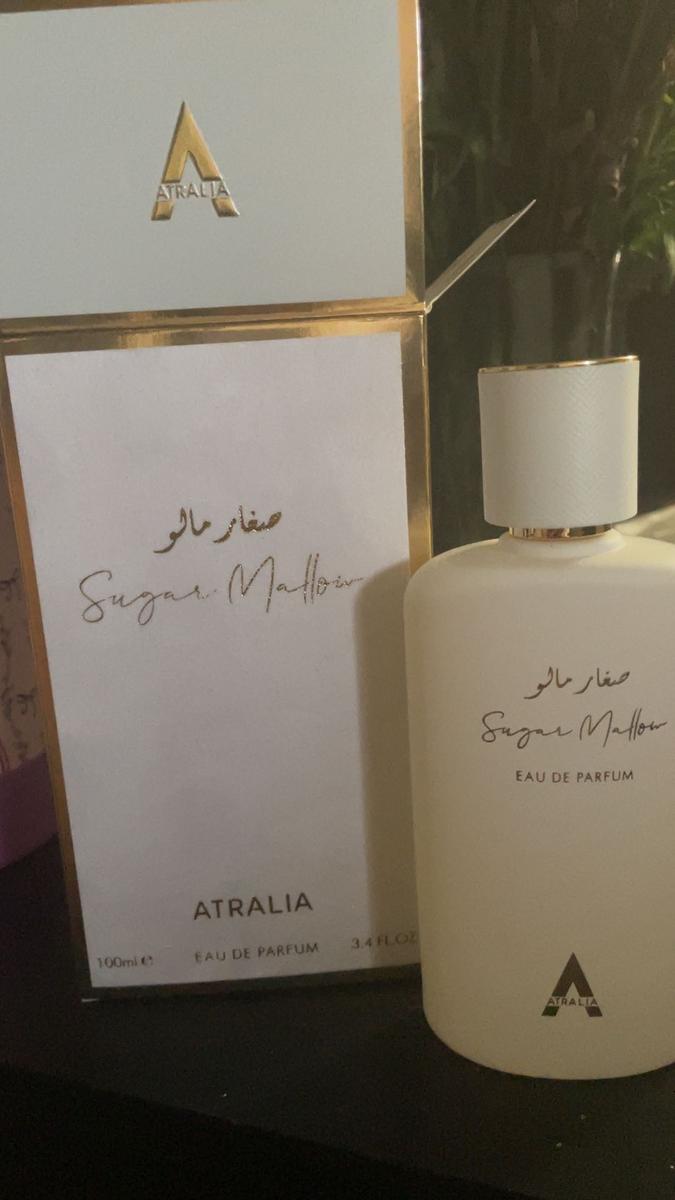 ATRALIA
صغار مالو
Sugar Mallow
ATRALIA
100ml e EAU DE PARFUM 3.4 FL.OZ
صغار مالو
Sugar Mallow
EAU DE PARFUM
ATRALIA